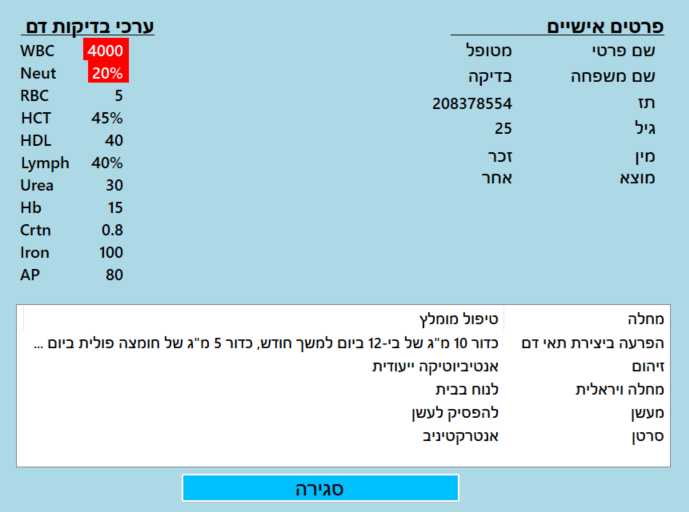 פרטים אישיים
שם פרטי מטופל
שם משפחה בדיקה
תז 208378554
גיל 25
מין זכר
מוצא אחר
ערכי בדיקות דם
WBC 4000
Neut 20%
RBC 5
HCT 45%
HDL 40
Lymph 40%
Urea 30
Hb 15
Crtn 0.8
Iron 100
AP 80
מחלה טיפול מומלץ
הפרעה ביצירת תאי דם כדור 10 מ"ג של בי-12 ביום למשך חודש, כדור 5 מ"ג של חומצה פולית ביום ...
זיהום אנטיביוטיקה ייעודית
מחלה ויראלית לנוח בבית
מעשן להפסיק לעשן
סרטן אנטרקטיניב
סגירה